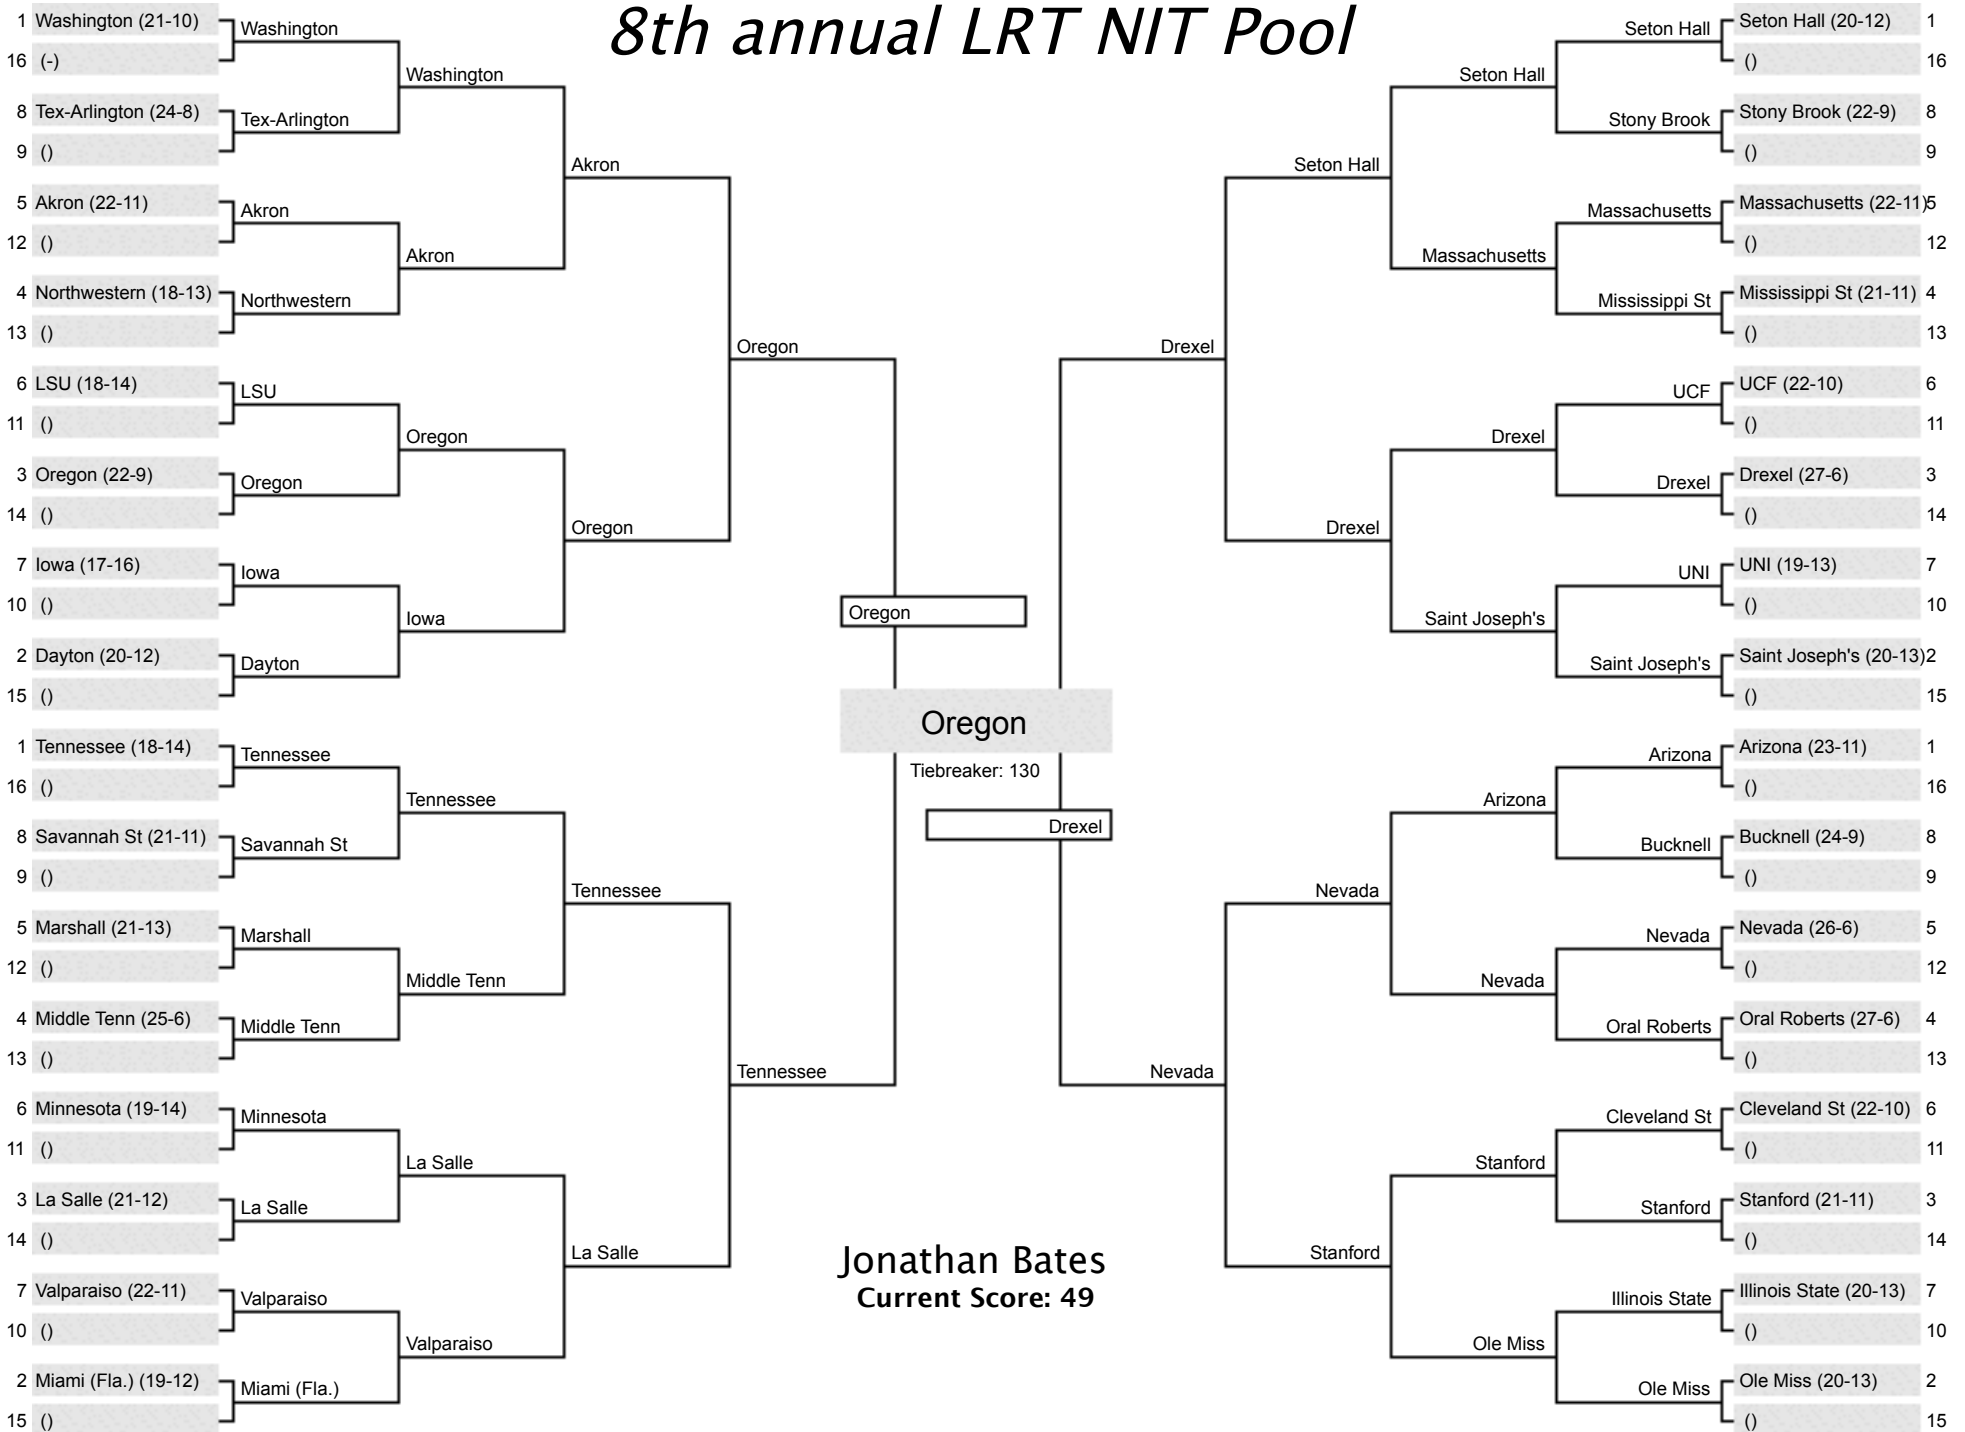 8th annual LRT NIT Pool
1 Washington (21-10)
16 (-)
8 Tex-Arlington (24-8)
9 ()
5 Akron (22-11)
12 ()
4 Northwestern (18-13)
13 ()
6 LSU (18-14)
11 ()
3 Oregon (22-9)
14 ()
7 Iowa (17-16)
10 ()
2 Dayton (20-12)
15 ()
1 Tennessee (18-14)
16 ()
8 Savannah St (21-11)
9 ()
5 Marshall (21-13)
12 ()
4 Middle Tenn (25-6)
13 ()
6 Minnesota (19-14)
11 ()
3 La Salle (21-12)
14 ()
7 Valparaiso (22-11)
10 ()
2 Miami (Fla.) (19-12)
15 ()
Washington
Tex-Arlington
Akron
Northwestern
LSU
Oregon
Iowa
Dayton
Tennessee
Savannah St
Marshall
Middle Tenn
Minnesota
La Salle
Valparaiso
Miami (Fla.)
Washington
Akron
Oregon
Iowa
Tennessee
Middle Tenn
La Salle
Valparaiso
Akron
Oregon
Tennessee
La Salle
Oregon
Tennessee
Oregon
Oregon
Tiebreaker: 130
Drexel
Jonathan Bates
Current Score: 49
Drexel
Nevada
Seton Hall
Drexel
Nevada
Stanford
Seton Hall
Massachusetts
Drexel
Saint Joseph's
Arizona
Nevada
Stanford
Ole Miss
Seton Hall
Stony Brook
Massachusetts
Mississippi St
UCF
Drexel
UNI
Saint Joseph's
Arizona
Bucknell
Nevada
Oral Roberts
Cleveland St
Stanford
Illinois State
Ole Miss
Seton Hall (20-12) 1
() 16
Stony Brook (22-9) 8
() 9
Massachusetts (22-11) 5
() 12
Mississippi St (21-11) 4
() 13
UCF (22-10) 6
() 11
Drexel (27-6) 3
() 14
UNI (19-13) 7
() 10
Saint Joseph's (20-13) 2
() 15
Arizona (23-11) 1
() 16
Bucknell (24-9) 8
() 9
Nevada (26-6) 5
() 12
Oral Roberts (27-6) 4
() 13
Cleveland St (22-10) 6
() 11
Stanford (21-11) 3
() 14
Illinois State (20-13) 7
() 10
Ole Miss (20-13) 2
() 15